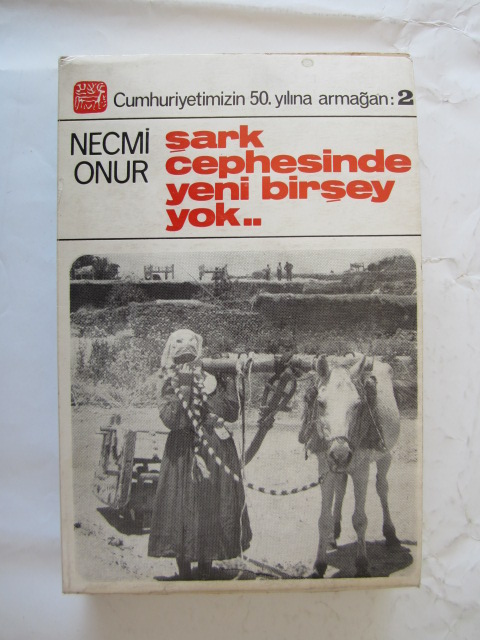 Cumhuriyetimizin 50. yılına armağan: 2
NECMİ
ONUR
şark
cephesinde
yeni birşey
yok..